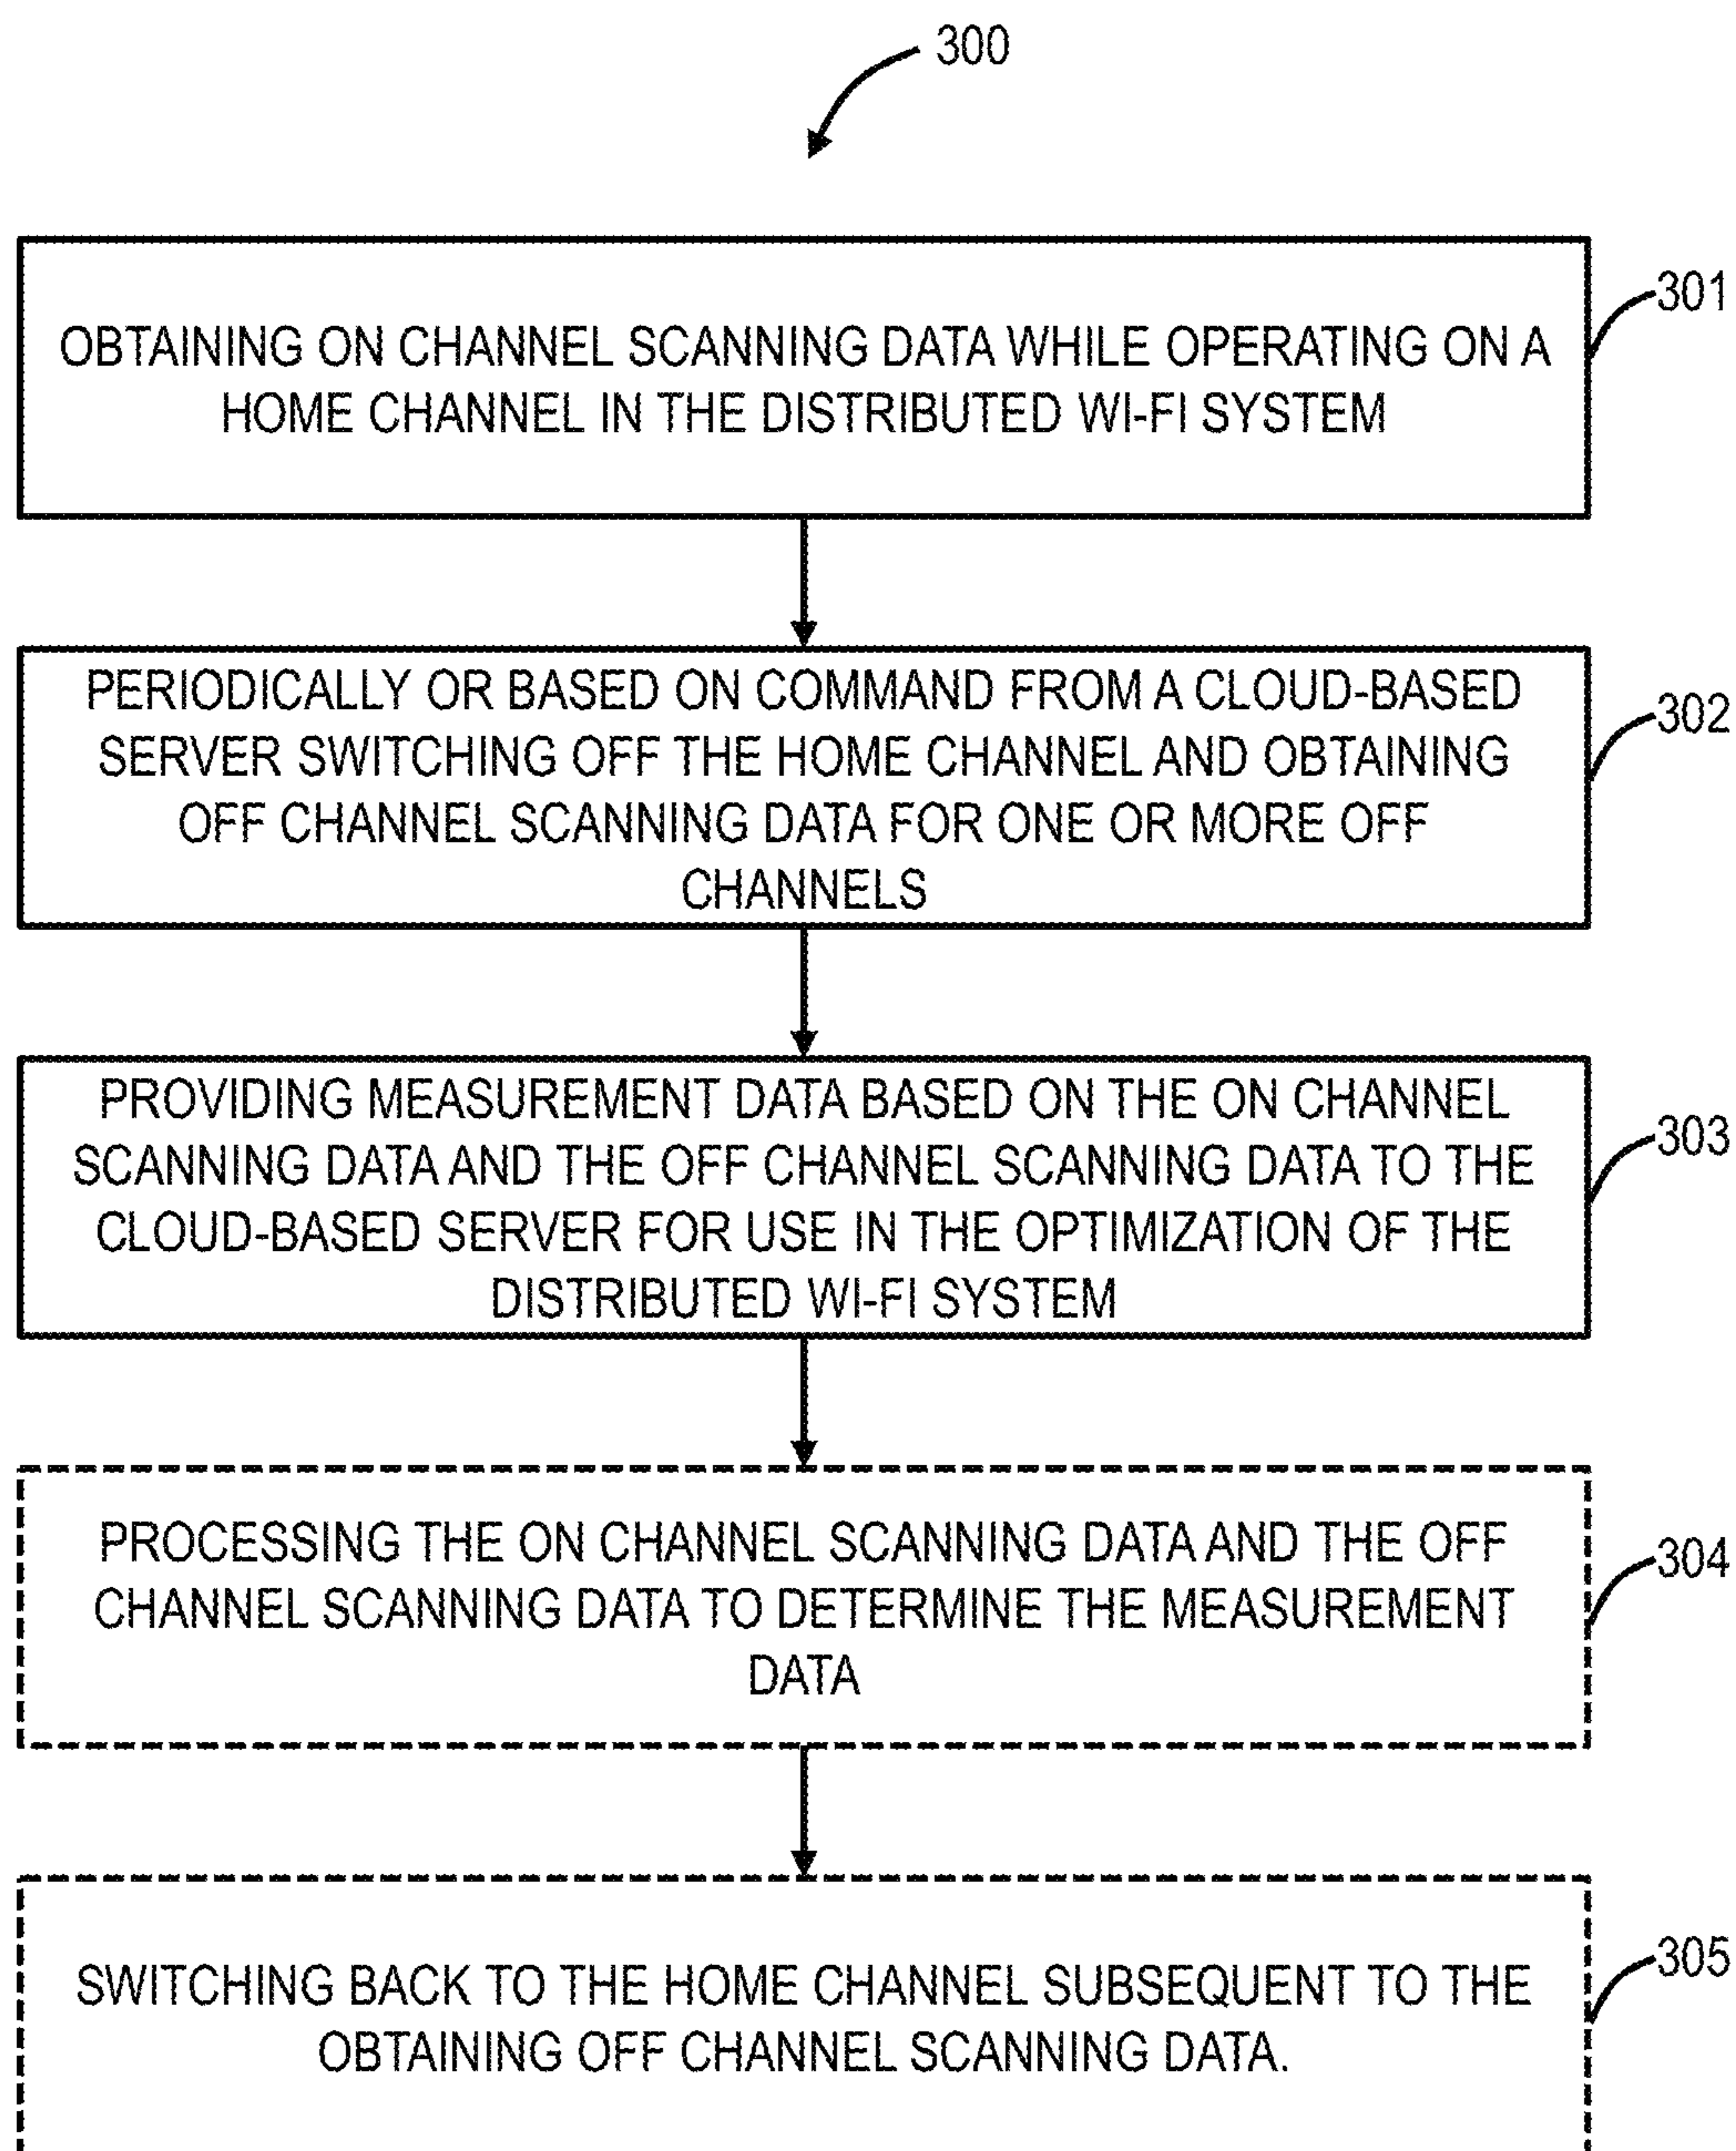 300
OBTAINING ON CHANNEL SCANNING DATA WHILE OPERATING ON A
HOME CHANNEL IN THE DISTRIBUTED WI-FI SYSTEM
301
PERIODICALLY OR BASED ON COMMAND FROM A CLOUD-BASED
SERVER SWITCHING OFF THE HOME CHANNEL AND OBTAINING
OFF CHANNEL SCANNING DATA FOR ONE OR MORE OFF
CHANNELS
302
PROVIDING MEASUREMENT DATA BASED ON THE ON CHANNEL
SCANNING DATA AND THE OFF CHANNEL SCANNING DATA TO THE
CLOUD-BASED SERVER FOR USE IN THE OPTIMIZATION OF THE
DISTRIBUTED WI-FI SYSTEM
303
PROCESSING THE ON CHANNEL SCANNING DATA AND THE OFF
CHANNEL SCANNING DATA TO DETERMINE THE MEASUREMENT
DATA
304
SWITCHING BACK TO THE HOME CHANNEL SUBSEQUENT TO THE
OBTAINING OFF CHANNEL SCANNING DATA.
305